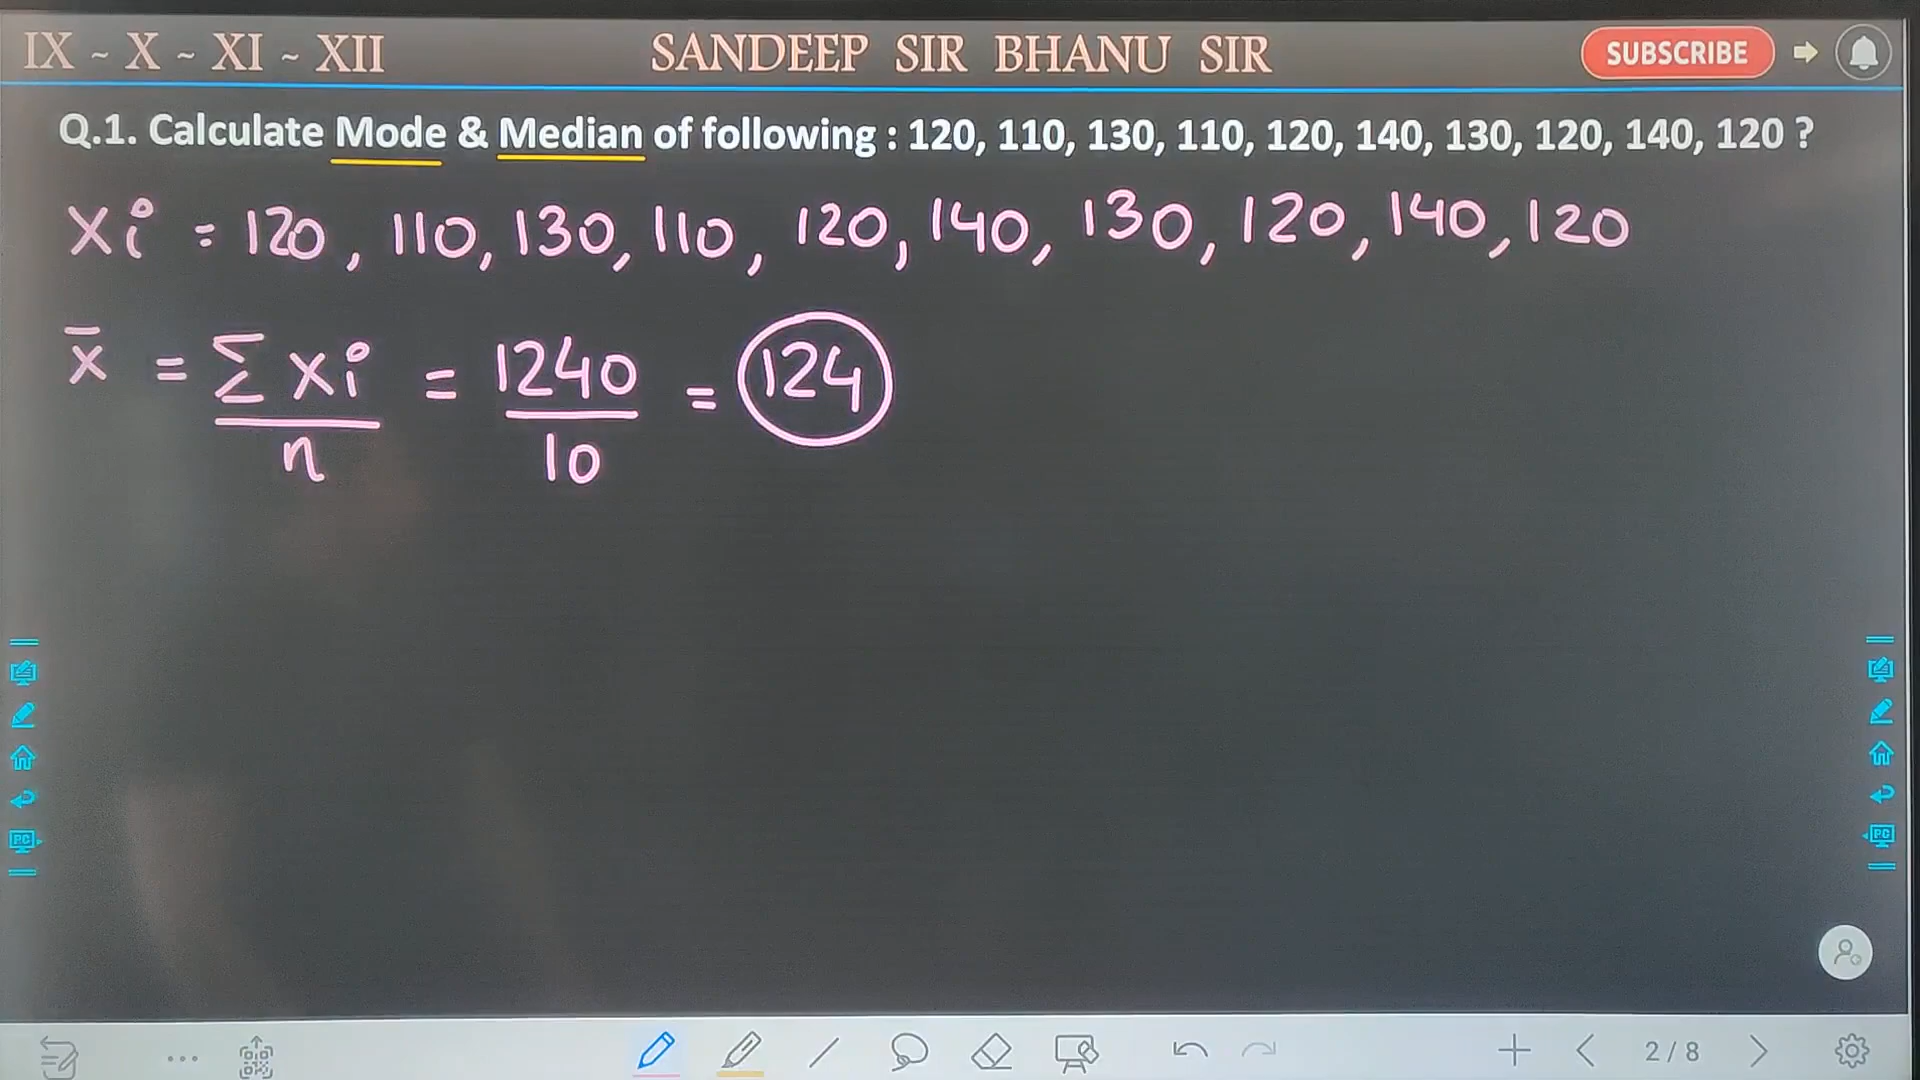 IX ~ X ~ XI ~ XII SANDEEP SIR BHANU SIR SUBSCRIBE
Q.1. Calculate Mode & Median of following : 120, 110, 130, 110, 120, 140, 130, 120, 140, 120 ?
xi = 120, 110, 130, 110, 120, 140, 130, 120, 140, 120
x̄ = Σxi/n = 1240/10 = 124
PC PC
2 / 8